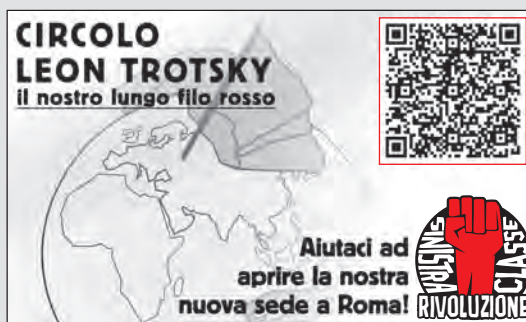 CIRCOLO
LEON TROTSKY
il nostro lungo filo rosso
Aiutaci ad
aprire la nostra
nuova sede a Roma!
SINISTRA
CLASSE
RIVOLUZIONE